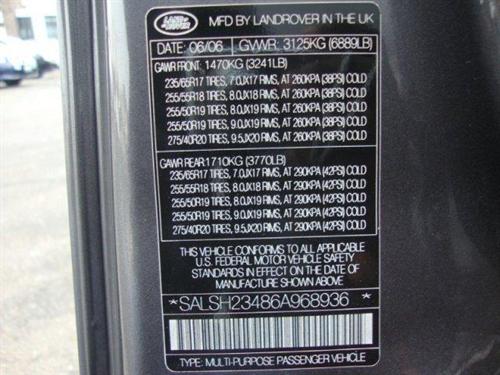 LAND ROVER
MFD BY LANDROVER IN THE UK
DATE: 06/06 GVWR: 3125KG (6889LB)
GAWR FRONT: 1470KG (3241LB)
235/65R17 TIRES, 7.0JX17 RIMS, AT 260KPA (38PSI) COLD
255/55R18 TIRES, 8.0JX18 RIMS, AT 260KPA (38PSI) COLD
255/50R19 TIRES, 8.0JX19 RIMS, AT 260KPA (38PSI) COLD
255/50R19 TIRES, 9.0JX19 RIMS, AT 260KPA (38PSI) COLD
275/40R20 TIRES, 9.5JX20 RIMS, AT 260KPA (38PSI) COLD
GAWR REAR:1710KG (3770LB)
235/65R17 TIRES, 7.0JX17 RIMS, AT 290KPA (42PSI) COLD
255/55R18 TIRES, 8.0JX18 RIMS, AT 290KPA (42PSI) COLD
255/50R19 TIRES, 8.0JX19 RIMS, AT 290KPA (42PSI) COLD
255/50R19 TIRES, 9.0JX19 RIMS, AT 290KPA (42PSI) COLD
275/40R20 TIRES, 9.5JX20 RIMS, AT 290KPA (42PSI) COLD
THIS VEHICLE CONFORMS TO ALL APPLICABLE
U.S. FEDERAL MOTOR VEHICLE SAFETY
STANDARDS IN EFFECT ON THE DATE OF
MANUFACTURE SHOWN ABOVE
*SALSH23486A968936*
TYPE: MULTI-PURPOSE PASSENGER VEHICLE